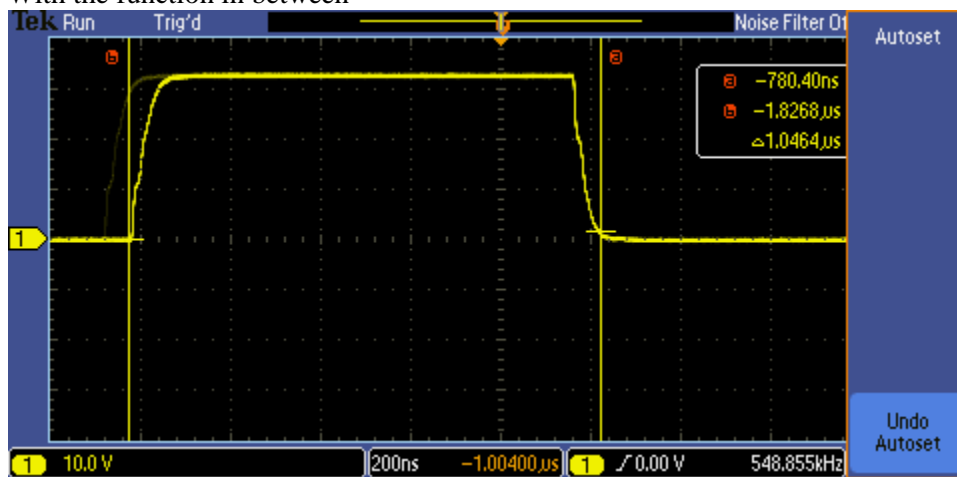 With the function in between
Tek Run Trig'd Noise Filter Of
Autoset
b a
a -780.40ns
b -1.8268µs
△1.0464µs
1
Undo
Autoset
1 10.0 V 200ns -1.00400µs 1 / 0.00 V 548.855kHz